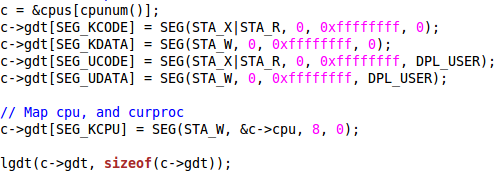 c = &cpus[cpunum()];
c->gdt[SEG_KCODE] = SEG(STA_X|STA_R, 0, 0xffffffff, 0);
c->gdt[SEG_KDATA] = SEG(STA_W, 0, 0xffffffff, 0);
c->gdt[SEG_UCODE] = SEG(STA_X|STA_R, 0, 0xffffffff, DPL_USER);
c->gdt[SEG_UDATA] = SEG(STA_W, 0, 0xffffffff, DPL_USER);
// Map cpu, and curproc
c->gdt[SEG_KCPU] = SEG(STA_W, &c->cpu, 8, 0);
lgdt(c->gdt, sizeof(c->gdt));